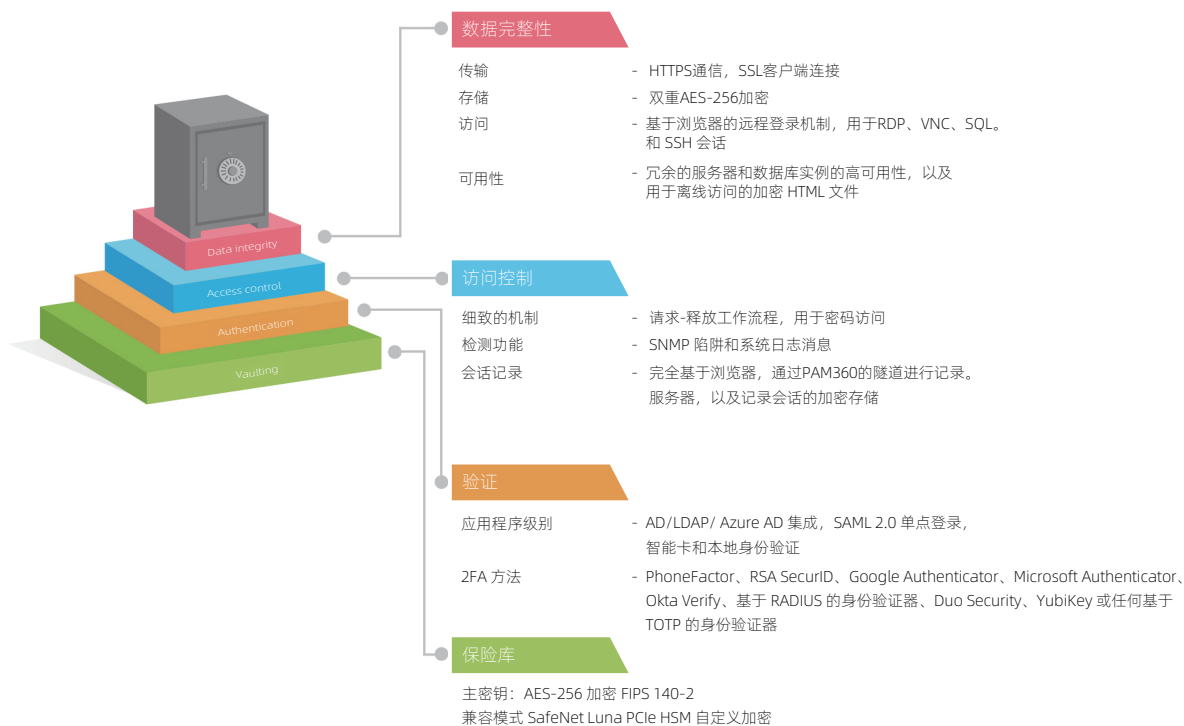 数据完整性
传输 - HTTPS通信，SSL客户端连接
存储 - 双重AES-256加密
访问 - 基于浏览器的远程登录机制，用于RDP、VNC、SQL。
和 SSH 会话
可用性 - 冗余的服务器和数据库实例的高可用性，以及
用于离线访问的加密 HTML 文件
Data integrity
Access control
Authentication
Vaulting
访问控制
细致的机制 - 请求-释放工作流程，用于密码访问
检测功能 - SNMP 陷阱和系统日志消息
会话记录 - 完全基于浏览器，通过PAM360的隧道进行记录。
服务器，以及记录会话的加密存储
验证
应用程序级别 - AD/LDAP/ Azure AD 集成，SAML 2.0 单点登录，
智能卡和本地身份验证
2FA 方法 - PhoneFactor、RSA SecurID、Google Authenticator、Microsoft Authenticator、
Okta Verify、基于 RADIUS 的身份验证器、Duo Security、YubiKey 或任何基于
TOTP 的身份验证器
保险库
主密钥：AES-256 加密 FIPS 140-2
兼容模式 SafeNet Luna PCIe HSM 自定义加密